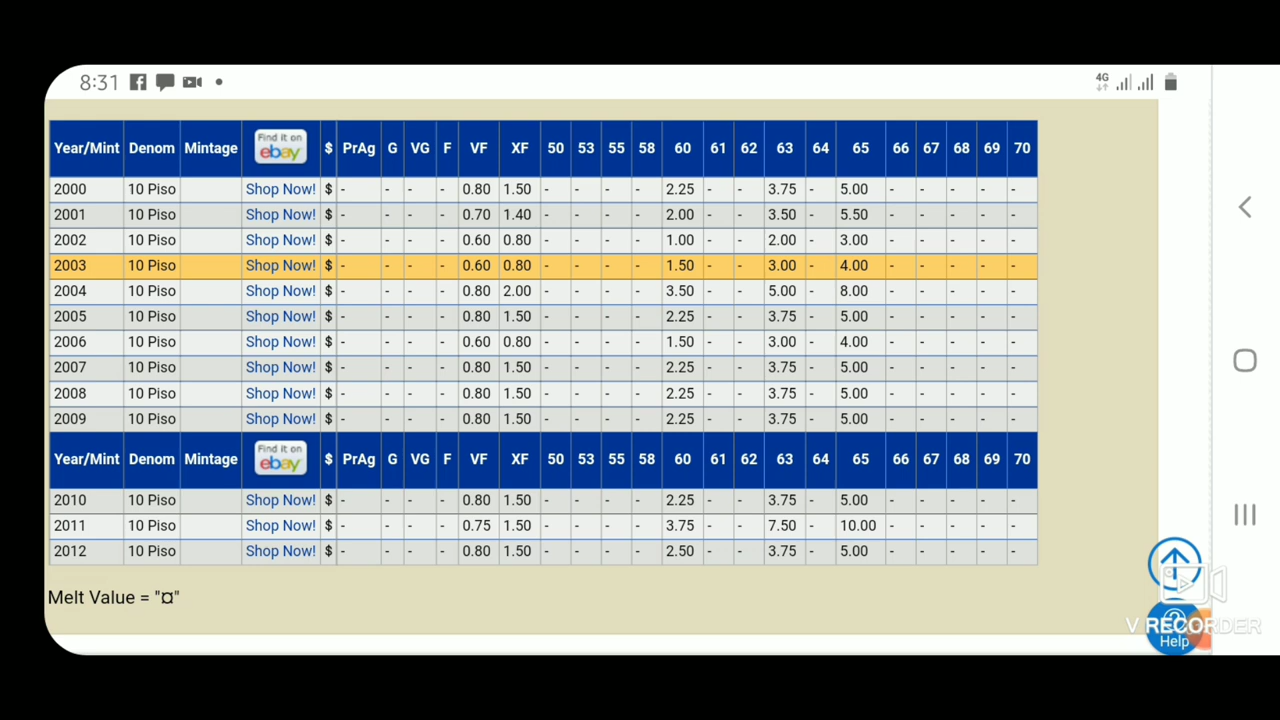 8:31 4G
Year/Mint Denom Mintage Find it on ebay $ PrAg G VG F VF XF 50 53 55 58 60 61 62 63 64 65 66 67 68 69 70
2000 10 Piso Shop Now! $ - - - - 0.80 1.50 - - - - 2.25 - - 3.75 - 5.00 - - - - -
2001 10 Piso Shop Now! $ - - - - 0.70 1.40 - - - - 2.00 - - 3.50 - 5.50 - - - - -
2002 10 Piso Shop Now! $ - - - - 0.60 0.80 - - - - 1.00 - - 2.00 - 3.00 - - - - -
2003 10 Piso Shop Now! $ - - - - 0.60 0.80 - - - - 1.50 - - 3.00 - 4.00 - - - - -
2004 10 Piso Shop Now! $ - - - - 0.80 2.00 - - - - 3.50 - - 5.00 - 8.00 - - - - -
2005 10 Piso Shop Now! $ - - - - 0.80 1.50 - - - - 2.25 - - 3.75 - 5.00 - - - - -
2006 10 Piso Shop Now! $ - - - - 0.60 0.80 - - - - 1.50 - - 3.00 - 4.00 - - - - -
2007 10 Piso Shop Now! $ - - - - 0.80 1.50 - - - - 2.25 - - 3.75 - 5.00 - - - - -
2008 10 Piso Shop Now! $ - - - - 0.80 1.50 - - - - 2.25 - - 3.75 - 5.00 - - - - -
2009 10 Piso Shop Now! $ - - - - 0.80 1.50 - - - - 2.25 - - 3.75 - 5.00 - - - - -
Year/Mint Denom Mintage Find it on ebay $ PrAg G VG F VF XF 50 53 55 58 60 61 62 63 64 65 66 67 68 69 70
2010 10 Piso Shop Now! $ - - - - 0.80 1.50 - - - - 2.25 - - 3.75 - 5.00 - - - - -
2011 10 Piso Shop Now! $ - - - - 0.75 1.50 - - - - 3.75 - - 7.50 - 10.00 - - - - -
2012 10 Piso Shop Now! $ - - - - 0.80 1.50 - - - - 2.50 - - 3.75 - 5.00 - - - - -
Melt Value = "¤"
V RECORDER
Help